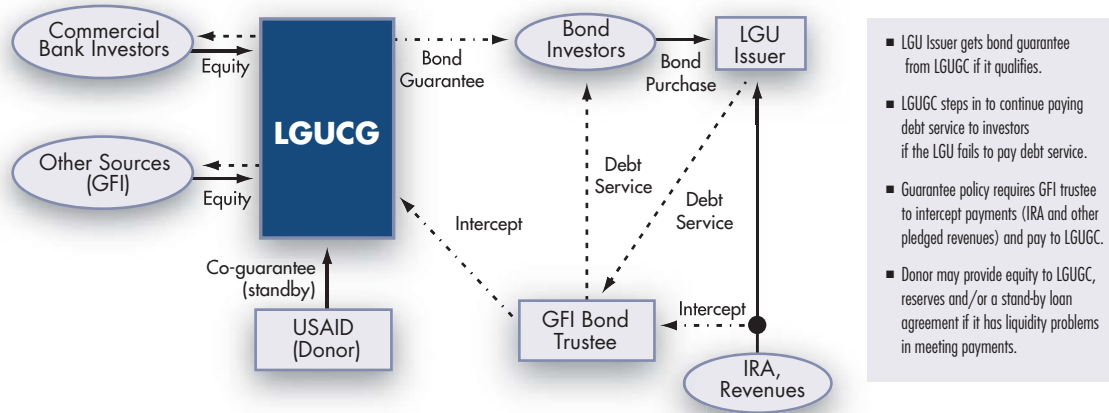 Commercial
Bank Investors
Equity
LGUCG
Bond
Guarantee
Bond
Investors
Bond
Purchase
LGU
Issuer
Other Sources
(GFI)
Equity
Intercept
Debt
Service
Debt
Service
Co-guarantee
(standby)
USAID
(Donor)
GFI Bond
Trustee
Intercept
IRA,
Revenues
■ LGU Issuer gets bond guarantee
from LGUGC if it qualifies.
■ LGUGC steps in to continue paying
debt service to investors
if the LGU fails to pay debt service.
■ Guarantee policy requires GFI trustee
to intercept payments (IRA and other
pledged revenues) and pay to LGUGC.
■ Donor may provide equity to LGUGC,
reserves and/or a stand-by loan
agreement if it has liquidity problems
in meeting payments.